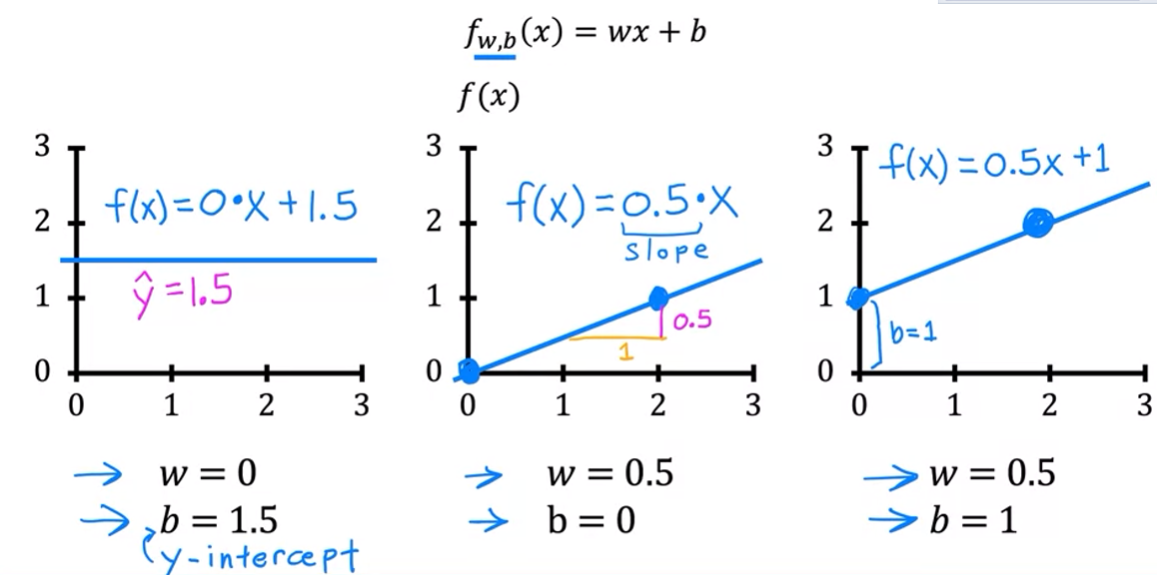 f_{w,b}(x) = wx + b
f(x)
3
2
1
0
0 1 2 3
f(x)=0·x+1.5
ŷ=1.5
→ w = 0
→ b = 1.5
y-intercept
3
2
1
0
0 1 2 3
f(x)=0.5·x
slope
0.5
1
→ w = 0.5
→ b = 0
3
2
1
0
0 1 2 3
f(x)=0.5x+1
b=1
→ w = 0.5
→ b = 1